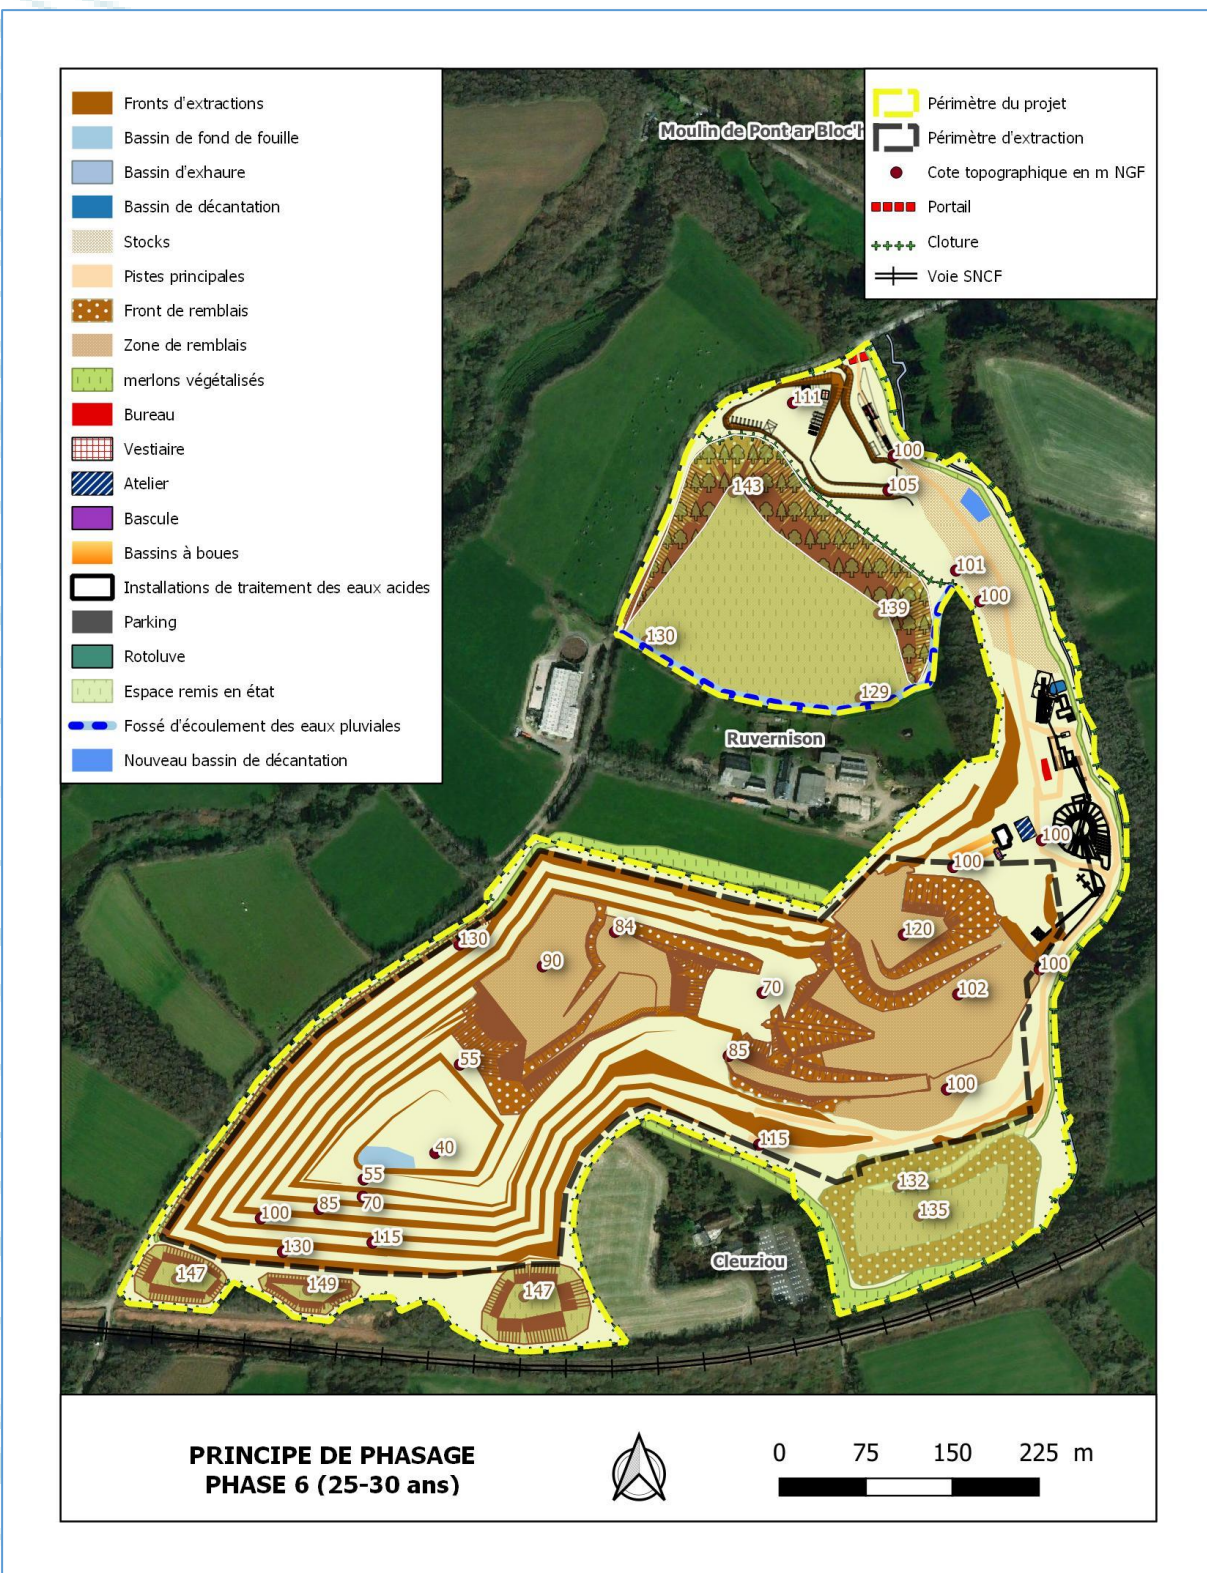 Fronts d'extractions
Bassin de fond de fouille
Bassin d'exhaure
Bassin de décantation
Stocks
Pistes principales
Front de remblais
Zone de remblais
merlons végétalisés
Bureau
Vestiaire
Atelier
Bascule
Bassins à boues
Installations de traitement des eaux acides
Parking
Rotoluve
Espace remis en état
Fossé d'écoulement des eaux pluviales
Nouveau bassin de décantation
Périmètre du projet
Périmètre d'extraction
Cote topographique en m NGF
Portail
Cloture
Voie SNCF
Moulin de Pont ar Bloc'h
111
100
105
143
101
100
139
130
129
Ruvernison
100
100
84
120
130
90
100
70
102
85
55
100
115
40
55
132
70
85
135
100
115
130
Cleuziou
147
149
147
PRINCIPE DE PHASAGE
PHASE 6 (25-30 ans)
0 75 150 225 m